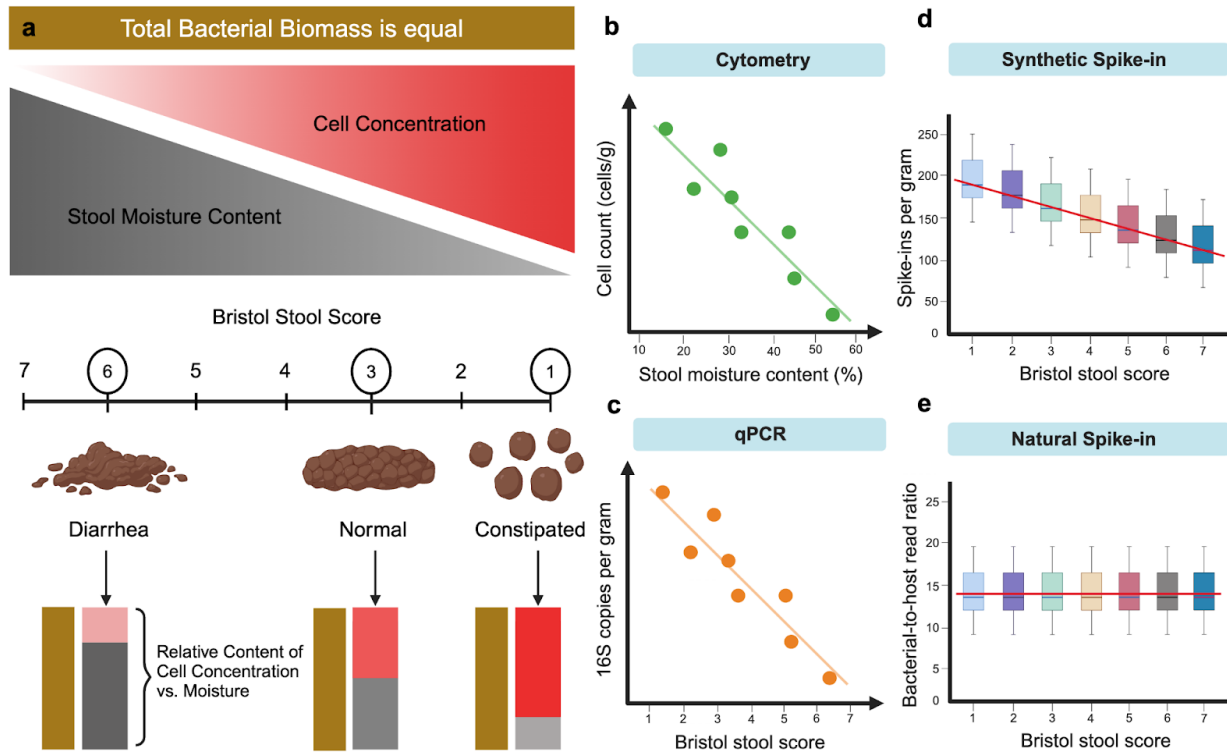 a
Total Bacterial Biomass is equal
Cell Concentration
Stool Moisture Content
Bristol Stool Score
7 6 5 4 3 2 1
Diarrhea
Normal
Constipated
Relative Content of
Cell Concentration
vs. Moisture
b
Cytometry
Cell count (cells/g)
10 20 30 40 50 60
Stool moisture content (%)
c
qPCR
16S copies per gram
1 2 3 4 5 6 7
Bristol stool score
d
Synthetic Spike-in
Spike-ins per gram
250
200
150
100
50
0
1 2 3 4 5 6 7
Bristol stool score
e
Natural Spike-in
Bacterial-to-host read ratio
25
20
15
10
5
0
1 2 3 4 5 6 7
Bristol stool score